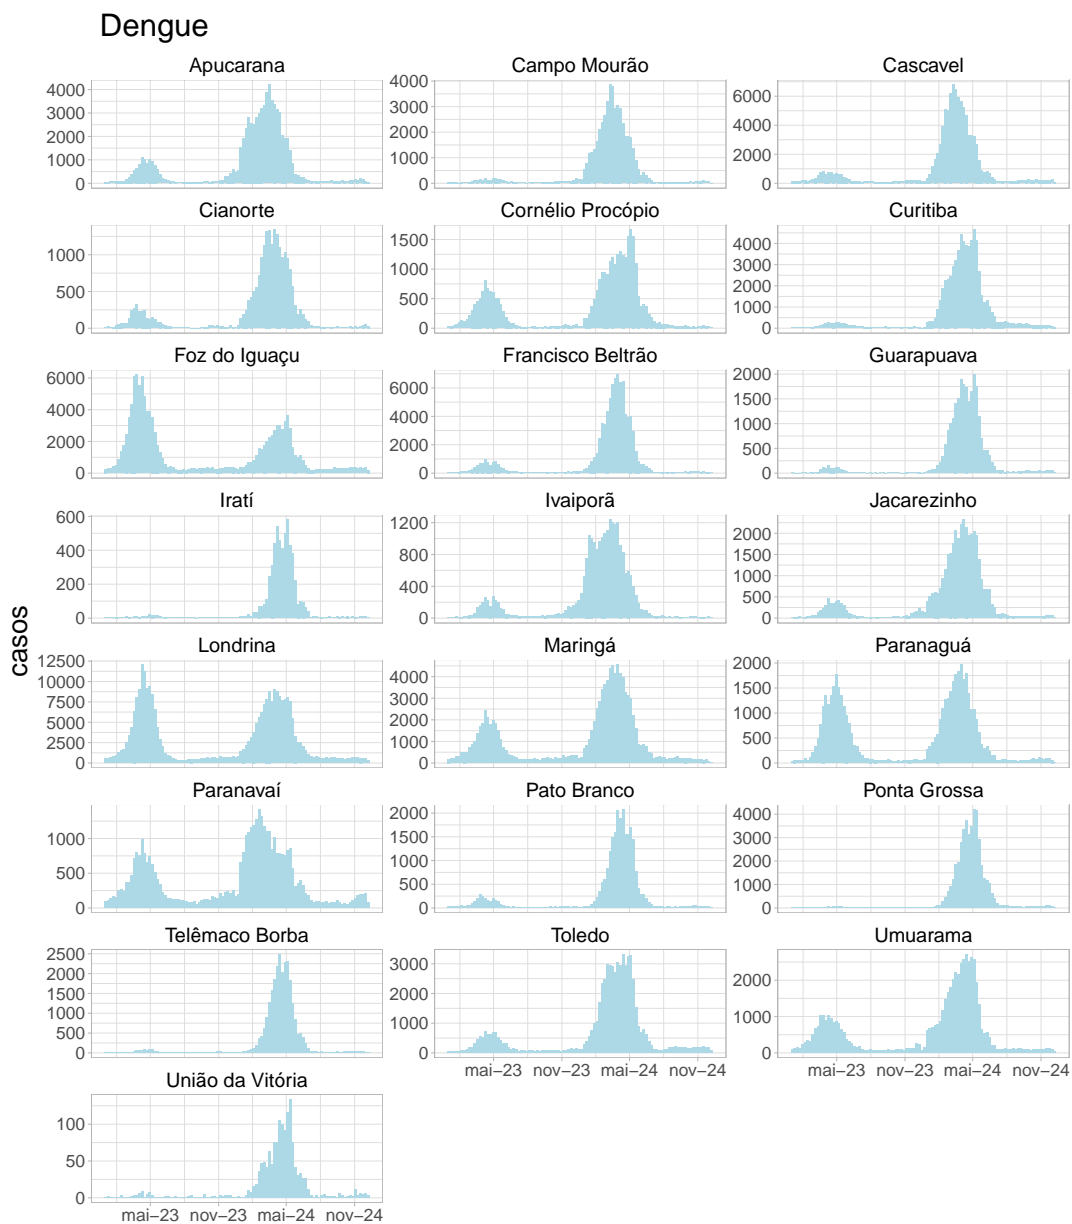 Dengue
Apucarana Campo Mourão Cascavel
4000 3000 2000 1000 0
4000 3000 2000 1000 0
6000 4000 2000 0
Cianorte Cornélio Procópio Curitiba
1000 500 0
1500 1000 500 0
4000 3000 2000 1000 0
Foz do Iguaçu Francisco Beltrão Guarapuava
6000 4000 2000 0
6000 4000 2000 0
2000 1500 1000 500 0
Iratí Ivaiporã Jacarezinho
600 400 200 0
1200 800 400 0
2000 1500 1000 500 0
casos
Londrina Maringá Paranaguá
12500 10000 7500 5000 2500 0
4000 3000 2000 1000 0
2000 1500 1000 500 0
Paranavaí Pato Branco Ponta Grossa
1000 500 0
2000 1500 1000 500 0
4000 3000 2000 1000 0
Telêmaco Borba Toledo Umuarama
2500 2000 1500 1000 500 0
3000 2000 1000 0
2000 1000 0
mai–23 nov–23 mai–24 nov–24
mai–23 nov–23 mai–24 nov–24
União da Vitória
100 50 0
mai–23 nov–23 mai–24 nov–24